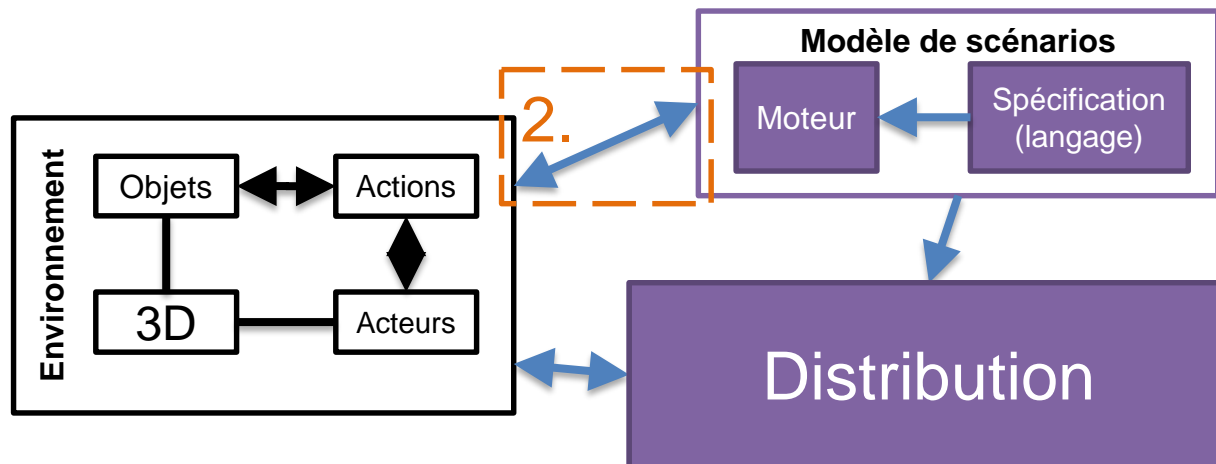 Modèle de scénarios
Moteur
Spécification
(langage)
2.
Environnement
Objets
Actions
3D
Acteurs
Distribution